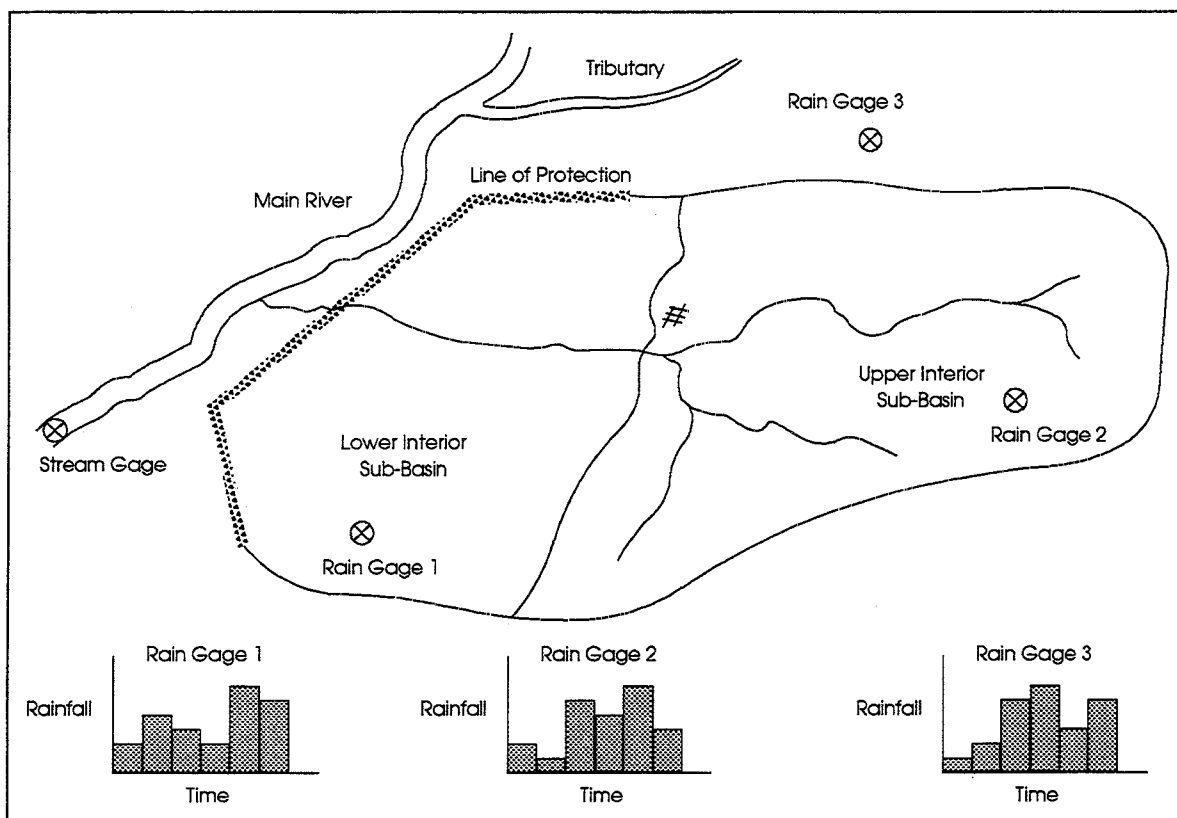 Tributary
Rain Gage 3
Line of Protection
Main River
Upper Interior
Sub-Basin
Rain Gage 2
Lower Interior
Sub-Basin
Stream Gage
Rain Gage 1
Rain Gage 1
Rainfall
Time
Rain Gage 2
Rainfall
Time
Rain Gage 3
Rainfall
Time